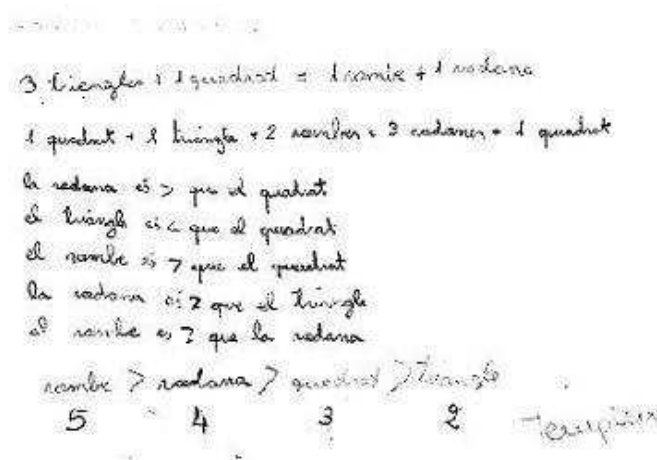 3 triangles + 1 quadrat = 1 rombe + 1 rodana
1 quadrat + 1 triangle + 2 rombes = 3 rodanes + 1 quadrat
la rodana és > que el quadrat
el triangle és < que el quadrat
el rombe és > que el quadrat
la rodana és > que el triangle
el rombe és > que la rodana
rombe > rodana > quadrat > triangle
5 4 3 2